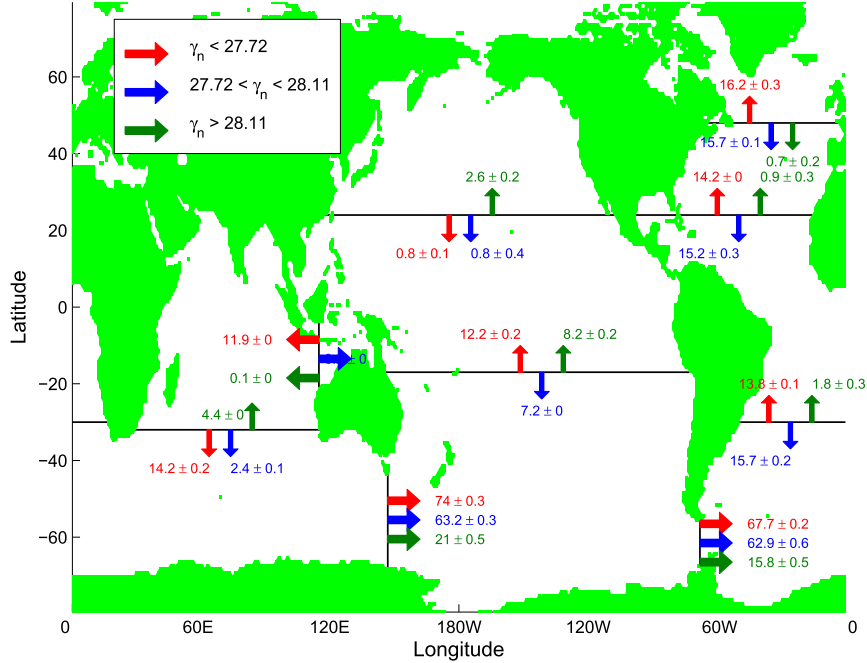 γn < 27.72
27.72 < γn < 28.11
γn > 28.11
16.2 ± 0.3
15.7 ± 0.1
0.7 ± 0.2
14.2 ± 0
0.9 ± 0.3
2.6 ± 0.2
0.8 ± 0.1
0.8 ± 0.4
15.2 ± 0.3
11.9 ± 0
± 0
0.1 ± 0
12.2 ± 0.2
8.2 ± 0.2
7.2 ± 0
13.8 ± 0.1
1.8 ± 0.3
4.4 ± 0
14.2 ± 0.2
2.4 ± 0.1
15.7 ± 0.2
74 ± 0.3
63.2 ± 0.3
21 ± 0.5
67.7 ± 0.2
62.9 ± 0.6
15.8 ± 0.5
60
40
20
0
−20
−40
−60
Latitude
0
60E
120E
180W
120W
60W
0
Longitude